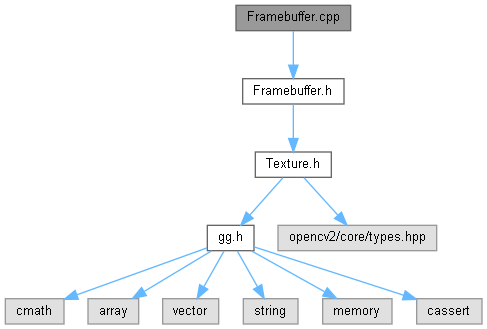 Framebuffer.cpp
Framebuffer.h
Texture.h
gg.h
opencv2/core/types.hpp
cmath
array
vector
string
memory
cassert